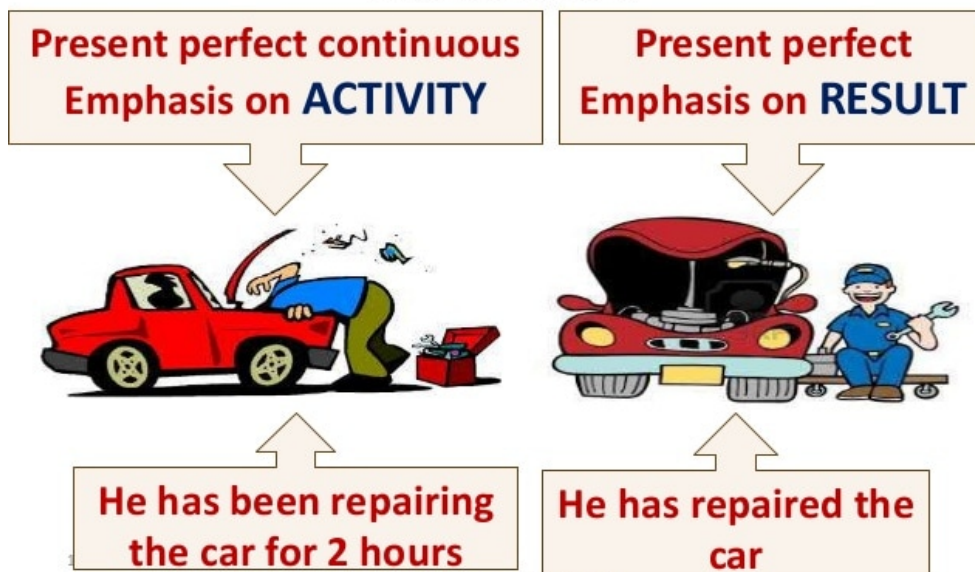 Present perfect continuous
Emphasis on ACTIVITY
Present perfect
Emphasis on RESULT
He has been repairing
the car for 2 hours
He has repaired the
car